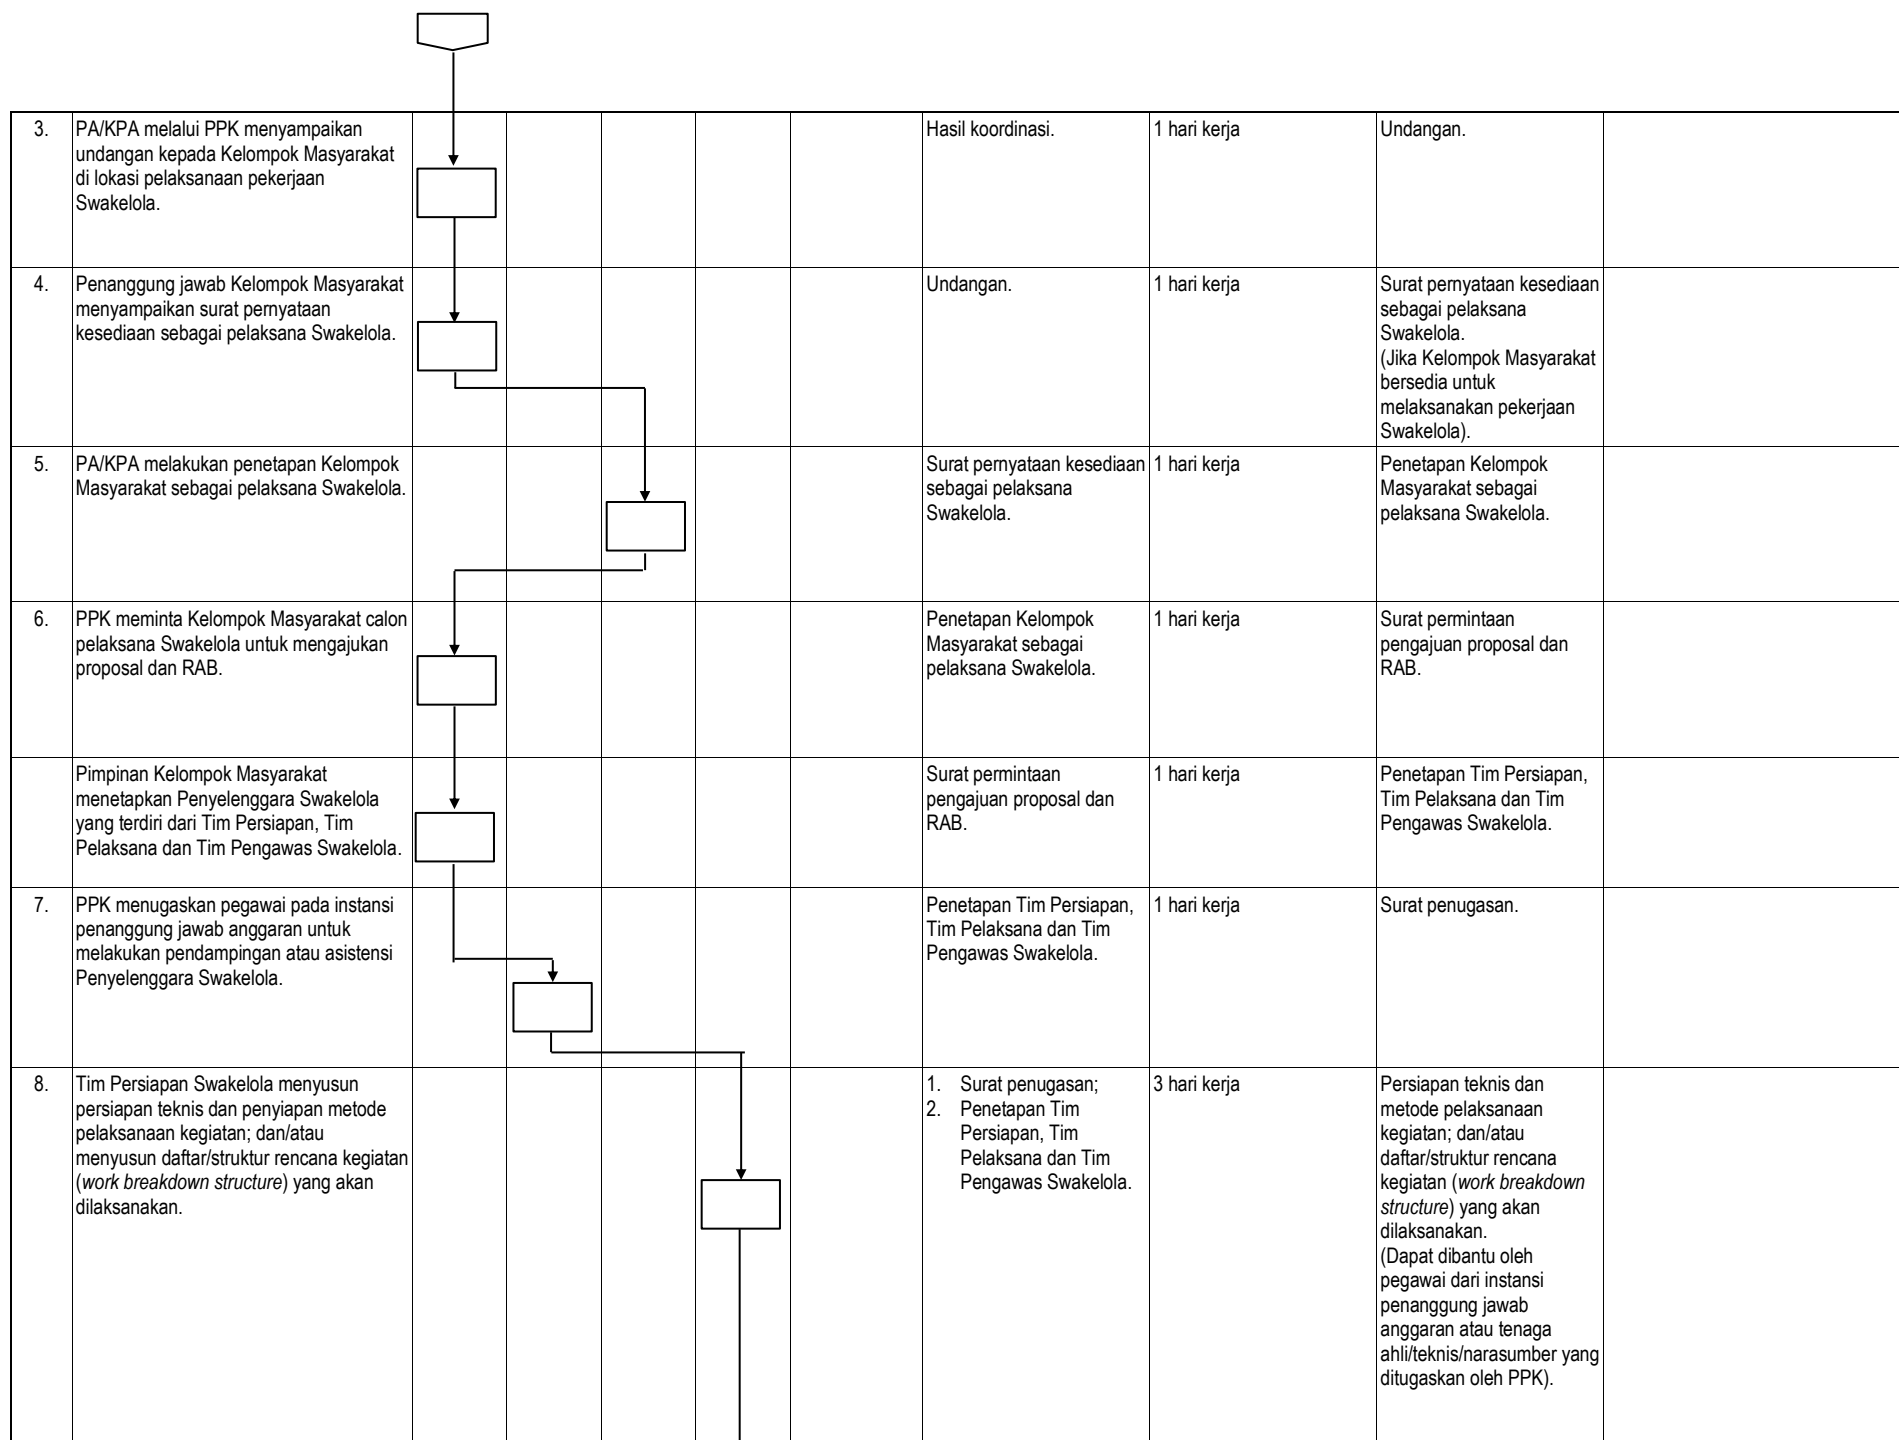 3.
PA/KPA melalui PPK menyampaikan
undangan kepada Kelompok Masyarakat
di lokasi pelaksanaan pekerjaan
Swakelola.
Hasil koordinasi.
1 hari kerja
Undangan.
4.
Penanggung jawab Kelompok Masyarakat
menyampaikan surat pernyataan
kesediaan sebagai pelaksana Swakelola.
Undangan.
1 hari kerja
Surat pernyataan kesediaan
sebagai pelaksana
Swakelola.
(Jika Kelompok Masyarakat
bersedia untuk
melaksanakan pekerjaan
Swakelola).
5.
PA/KPA melakukan penetapan Kelompok
Masyarakat sebagai pelaksana Swakelola.
Surat pernyataan kesediaan
sebagai pelaksana
Swakelola.
1 hari kerja
Penetapan Kelompok
Masyarakat sebagai
pelaksana Swakelola.
6.
PPK meminta Kelompok Masyarakat calon
pelaksana Swakelola untuk mengajukan
proposal dan RAB.
Penetapan Kelompok
Masyarakat sebagai
pelaksana Swakelola.
1 hari kerja
Surat permintaan
pengajuan proposal dan
RAB.
Pimpinan Kelompok Masyarakat
menetapkan Penyelenggara Swakelola
yang terdiri dari Tim Persiapan, Tim
Pelaksana dan Tim Pengawas Swakelola.
Surat permintaan
pengajuan proposal dan
RAB.
1 hari kerja
Penetapan Tim Persiapan,
Tim Pelaksana dan Tim
Pengawas Swakelola.
7.
PPK menugaskan pegawai pada instansi
penanggung jawab anggaran untuk
melakukan pendampingan atau asistensi
Penyelenggara Swakelola.
Penetapan Tim Persiapan,
Tim Pelaksana dan Tim
Pengawas Swakelola.
1 hari kerja
Surat penugasan.
8.
Tim Persiapan Swakelola menyusun
persiapan teknis dan penyiapan metode
pelaksanaan kegiatan; dan/atau
menyusun daftar/struktur rencana kegiatan
(work breakdown structure) yang akan
dilaksanakan.
1. Surat penugasan;
2. Penetapan Tim
Persiapan, Tim
Pelaksana dan Tim
Pengawas Swakelola.
3 hari kerja
Persiapan teknis dan
metode pelaksanaan
kegiatan; dan/atau
daftar/struktur rencana
kegiatan (work breakdown
structure) yang akan
dilaksanakan.
(Dapat dibantu oleh
pegawai dari instansi
penanggung jawab
anggaran atau tenaga
ahli/teknis/narasumber yang
ditugaskan oleh PPK).